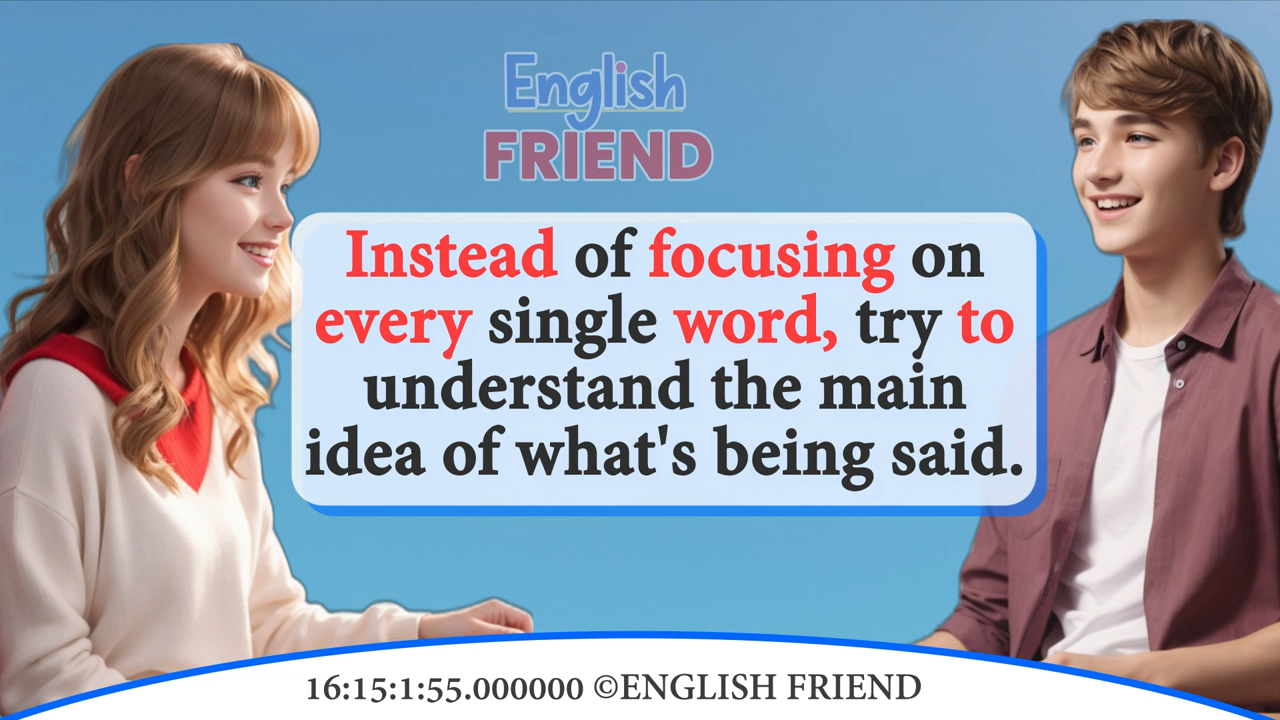 English
FRIEND
Instead of focusing on
every single word, try to
understand the main
idea of what's being said.
16:15:1:55.000000 ©ENGLISH FRIEND